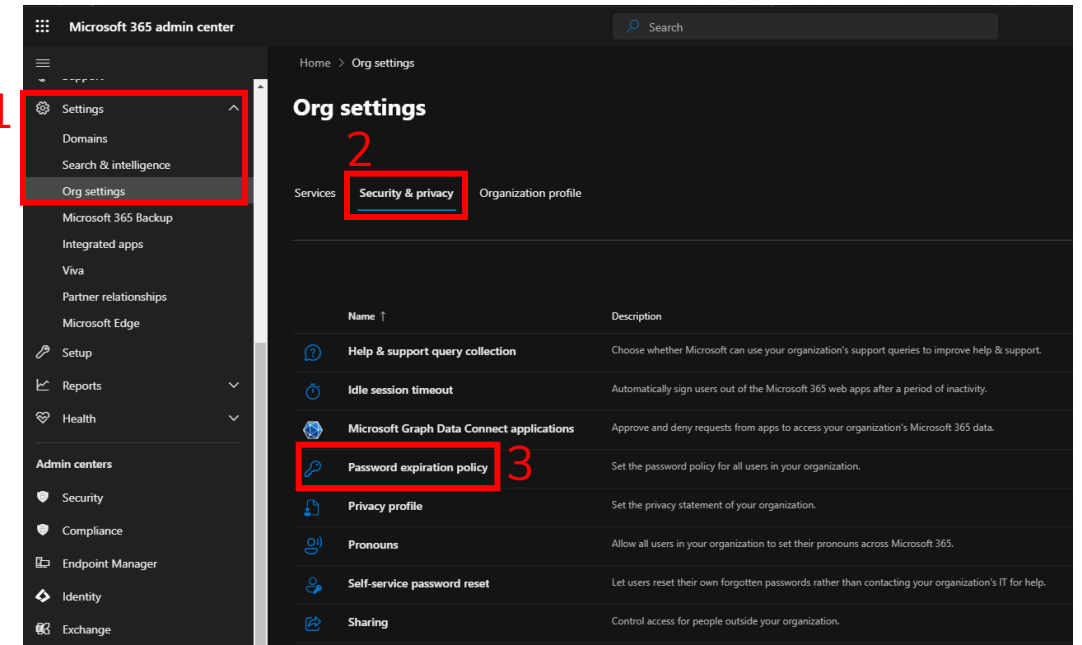 Microsoft 365 admin center
Search
Home > Org settings
1
Settings
Domains
Search & intelligence
Org settings
Microsoft 365 Backup
Integrated apps
Viva
Partner relationships
Microsoft Edge
Setup
Reports
Health
Admin centers
Security
Compliance
Endpoint Manager
Identity
Exchange
Org settings
2
Services Security & privacy Organization profile
Name ↑ Description
Help & support query collection Choose whether Microsoft can use your organization's support queries to improve help & support.
Idle session timeout Automatically sign users out of the Microsoft 365 web apps after a period of inactivity.
Microsoft Graph Data Connect applications Approve and deny requests from apps to access your organization's Microsoft 365 data.
Password expiration policy 3 Set the password policy for all users in your organization.
Privacy profile Set the privacy statement of your organization.
Pronouns Allow all users in your organization to set their pronouns across Microsoft 365.
Self-service password reset Let users reset their own forgotten passwords rather than contacting your organization's IT for help.
Sharing Control access for people outside your organization.